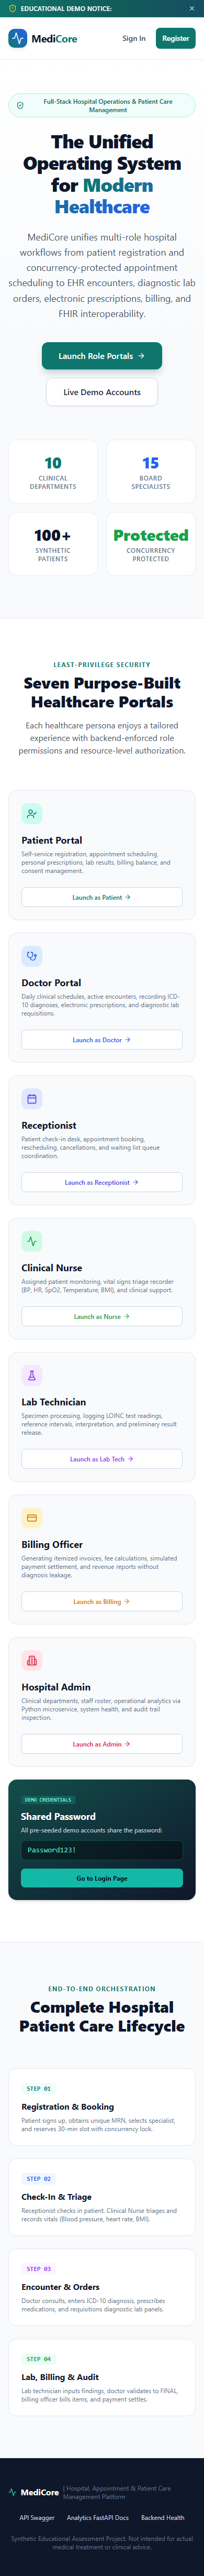 EDUCATIONAL DEMO NOTICE:
MediCore
Sign In
Register
Full-Stack Hospital Operations & Patient Care
Management
The Unified
Operating System
for Modern
Healthcare
MediCore unifies multi-role hospital
workflows from patient registration and
concurrency-protected appointment
scheduling to EHR encounters, diagnostic lab
orders, electronic prescriptions, billing, and
FHIR interoperability.
Launch Role Portals →
Live Demo Accounts
10
CLINICAL
DEPARTMENTS
15
BOARD
SPECIALISTS
100+
SYNTHETIC
PATIENTS
Protected
CONCURRENCY
PROTECTED
LEAST-PRIVILEGE SECURITY
Seven Purpose-Built
Healthcare Portals
Each healthcare persona enjoys a tailored
experience with backend-enforced role
permissions and resource-level authorization.
Patient Portal
Self-service registration, appointment scheduling,
personal prescriptions, lab results, billing balance, and
consent management.
Launch as Patient →
Doctor Portal
Daily clinical schedules, active encounters, recording ICD-
10 diagnoses, electronic prescriptions, and diagnostic lab
requisitions.
Launch as Doctor →
Receptionist
Patient check-in desk, appointment booking,
rescheduling, cancellations, and waiting list queue
coordination.
Launch as Receptionist →
Clinical Nurse
Assigned patient monitoring, vital signs triage recorder
(BP, HR, SpO2, Temperature, BMI), and clinical support.
Launch as Nurse →
Lab Technician
Specimen processing, logging LOINC test readings,
reference intervals, interpretation, and preliminary result
release.
Launch as Lab Tech →
Billing Officer
Generating itemized invoices, fee calculations, simulated
payment settlement, and revenue reports without
diagnosis leakage.
Launch as Billing →
Hospital Admin
Clinical departments, staff roster, operational analytics via
Python microservice, system health, and audit trail
inspection.
Launch as Admin →
DEMO CREDENTIALS
Shared Password
All pre-seeded demo accounts share the password:
Password123!
Go to Login Page
END-TO-END ORCHESTRATION
Complete Hospital
Patient Care Lifecycle
STEP 01
Registration & Booking
Patient signs up, obtains unique MRN, selects specialist,
and reserves 30-min slot with concurrency lock.
STEP 02
Check-In & Triage
Receptionist checks in patient. Clinical Nurse triages and
records vitals (Blood pressure, heart rate, BMI).
STEP 03
Encounter & Orders
Doctor consults, enters ICD-10 diagnosis, prescribes
medications, and requisitions diagnostic lab panels.
STEP 04
Lab, Billing & Audit
Lab technician inputs findings, doctor validates to FINAL,
billing officer bills items, and payment settles.
MediCore | Hospital, Appointment & Patient Care
Management Platform
API Swagger
Analytics FastAPI Docs
Backend Health
Synthetic Educational Assessment Project. Not intended for actual
medical treatment or clinical advice.